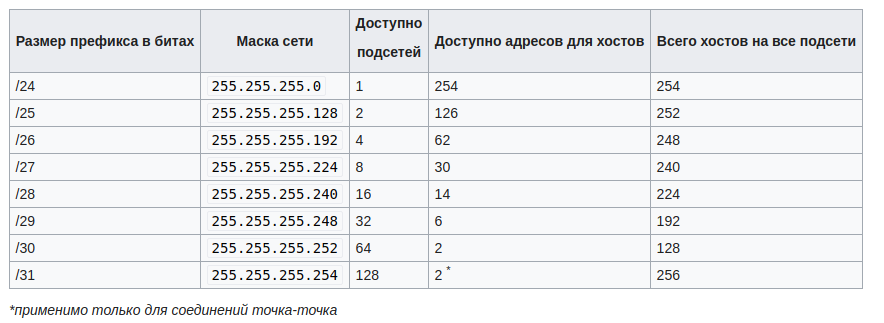 Размер префикса в битах Маска сети Доступно подсетей Доступно адресов для хостов Всего хостов на все подсети
/24 255.255.255.0 1 254 254
/25 255.255.255.128 2 126 252
/26 255.255.255.192 4 62 248
/27 255.255.255.224 8 30 240
/28 255.255.255.240 16 14 224
/29 255.255.255.248 32 6 192
/30 255.255.255.252 64 2 128
/31 255.255.255.254 128 2 * 256
*применимо только для соединений точка-точка